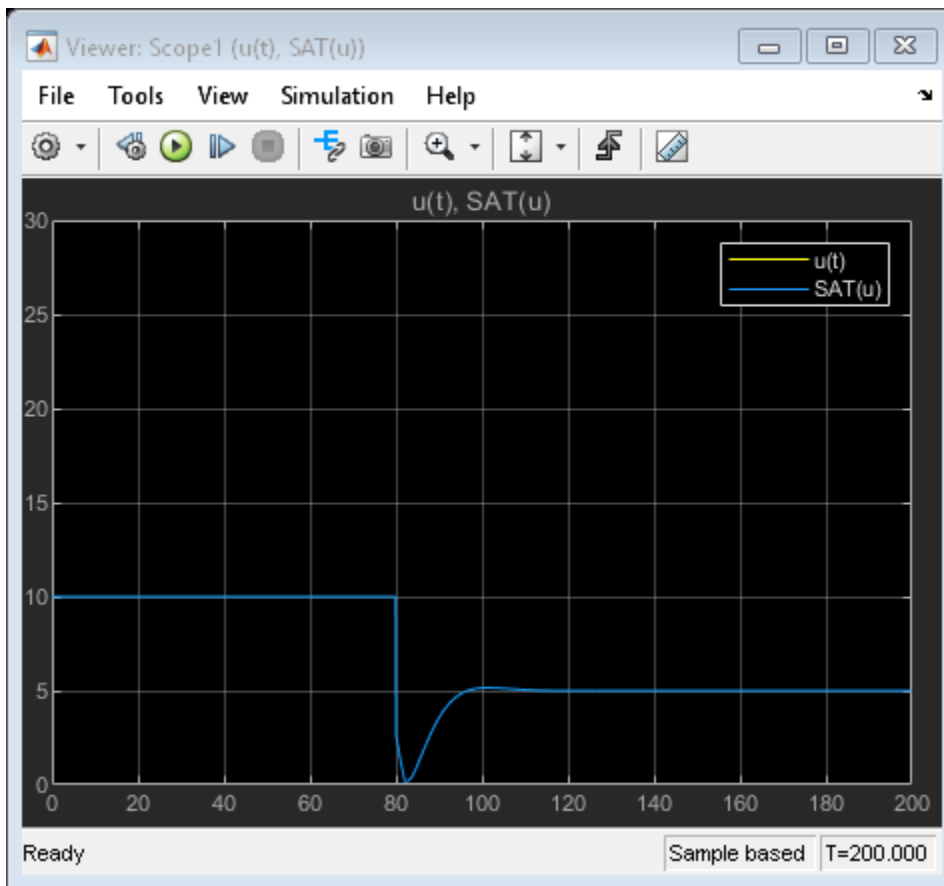 Viewer: Scope1 (u(t), SAT(u))
File Tools View Simulation Help
u(t), SAT(u)
u(t)
SAT(u)
30
25
20
15
10
5
0
0 20 40 60 80 100 120 140 160 180 200
Ready Sample based T=200.000